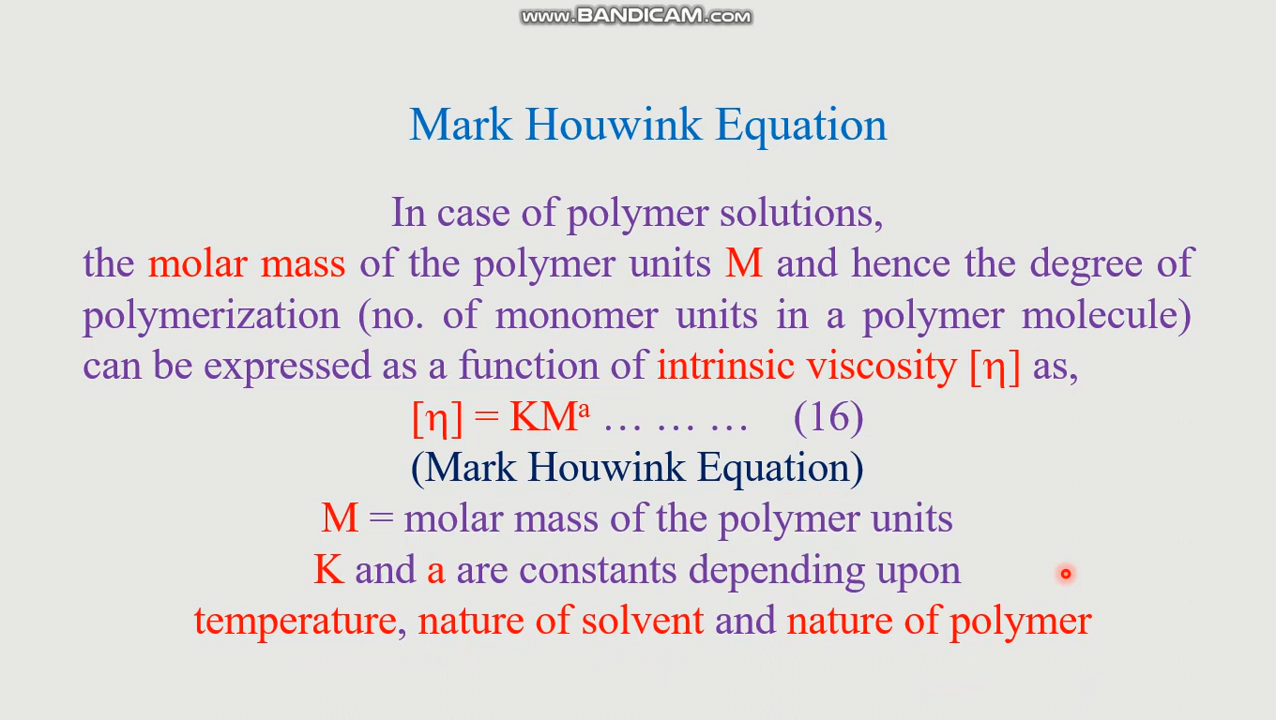 www.BANDICAM.com
Mark Houwink Equation
In case of polymer solutions,
the molar mass of the polymer units M and hence the degree of
polymerization (no. of monomer units in a polymer molecule)
can be expressed as a function of intrinsic viscosity [η] as,
[η] = KMᵃ … … … (16)
(Mark Houwink Equation)
M = molar mass of the polymer units
K and a are constants depending upon
temperature, nature of solvent and nature of polymer